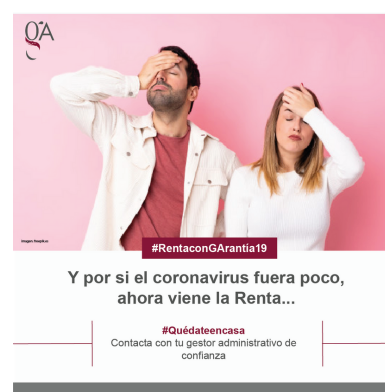 gA
Imagen: freepik.es
#RentaconGArantía19
Y por si el coronavirus fuera poco,
ahora viene la Renta...
#Quédateencasa
Contacta con tu gestor administrativo de
confianza